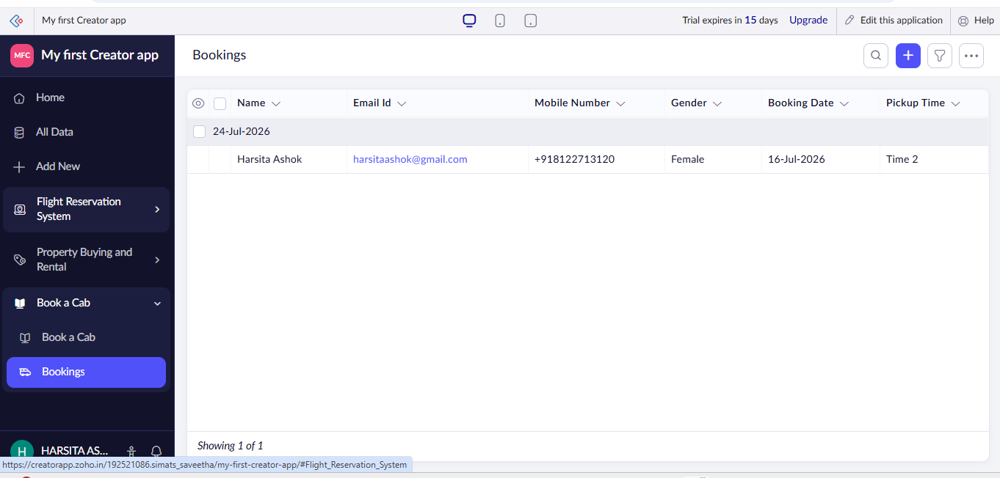 My first Creator app
Trial expires in 15 days Upgrade Edit this application Help
MFC My first Creator app
Home
All Data
Add New
Flight Reservation
System
Property Buying and
Rental
Book a Cab
Book a Cab
Bookings
H HARSITA AS...
Bookings
Name Email Id Mobile Number Gender Booking Date Pickup Time
24-Jul-2026
Harsita Ashok harsitaashok@gmail.com +918122713120 Female 16-Jul-2026 Time 2
Showing 1 of 1
https://creatorapp.zoho.in/192521086.simats_saveetha/my-first-creator-app/#Flight_Reservation_System